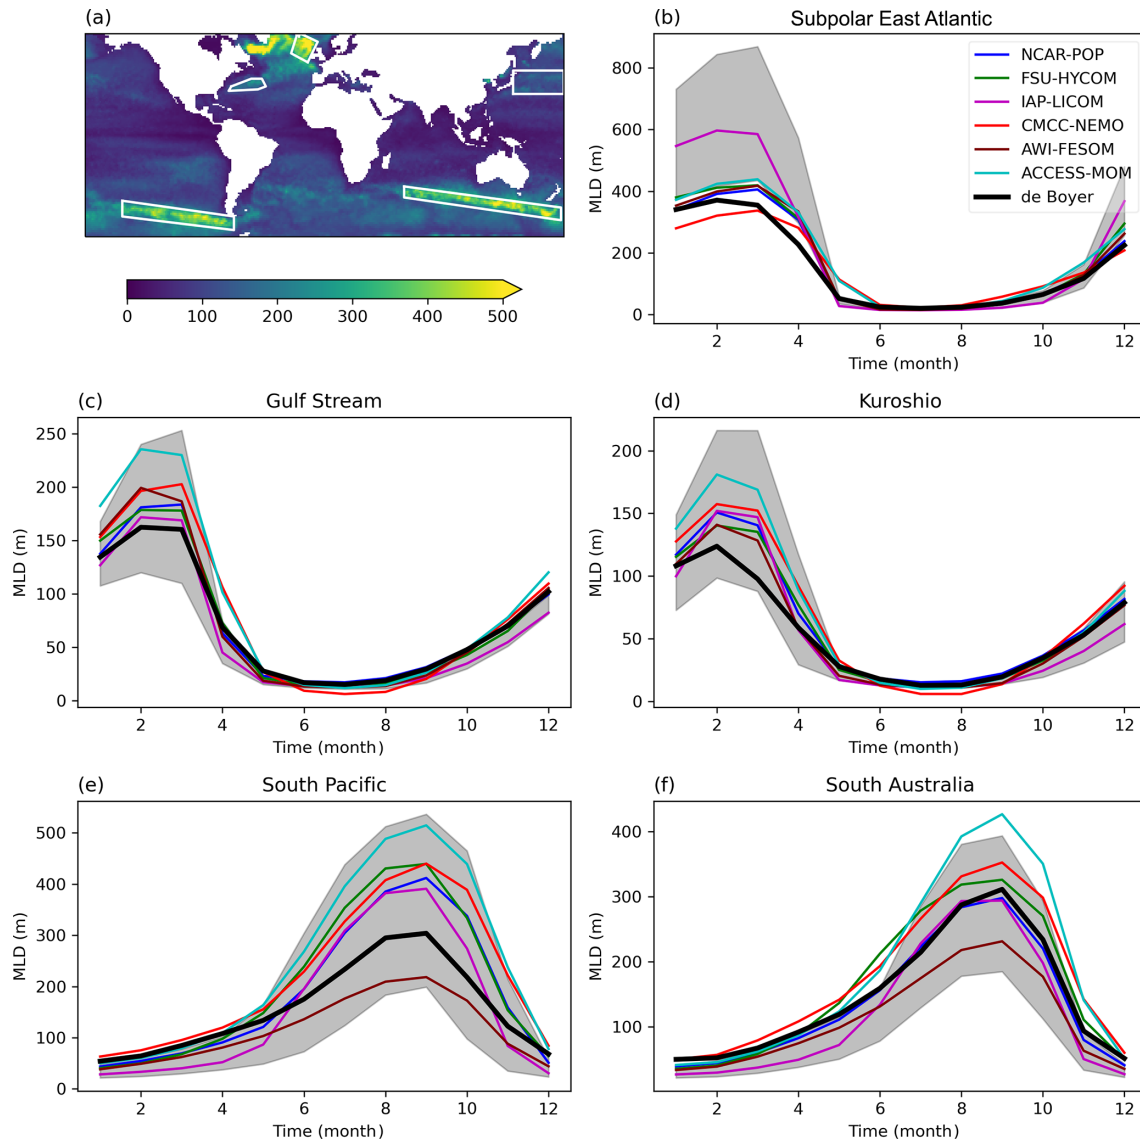 (a)
0 100 200 300 400 500
(b) Subpolar East Atlantic
MLD (m)
800
600
400
200
0
NCAR-POP
FSU-HYCOM
IAP-LICOM
CMCC-NEMO
AWI-FESOM
ACCESS-MOM
de Boyer
2 4 6 8 10 12
Time (month)
(c) Gulf Stream
MLD (m)
250
200
150
100
50
0
2 4 6 8 10 12
Time (month)
(d) Kuroshio
MLD (m)
200
150
100
50
0
2 4 6 8 10 12
Time (month)
(e) South Pacific
MLD (m)
500
400
300
200
100
0
2 4 6 8 10 12
Time (month)
(f) South Australia
MLD (m)
400
300
200
100
2 4 6 8 10 12
Time (month)